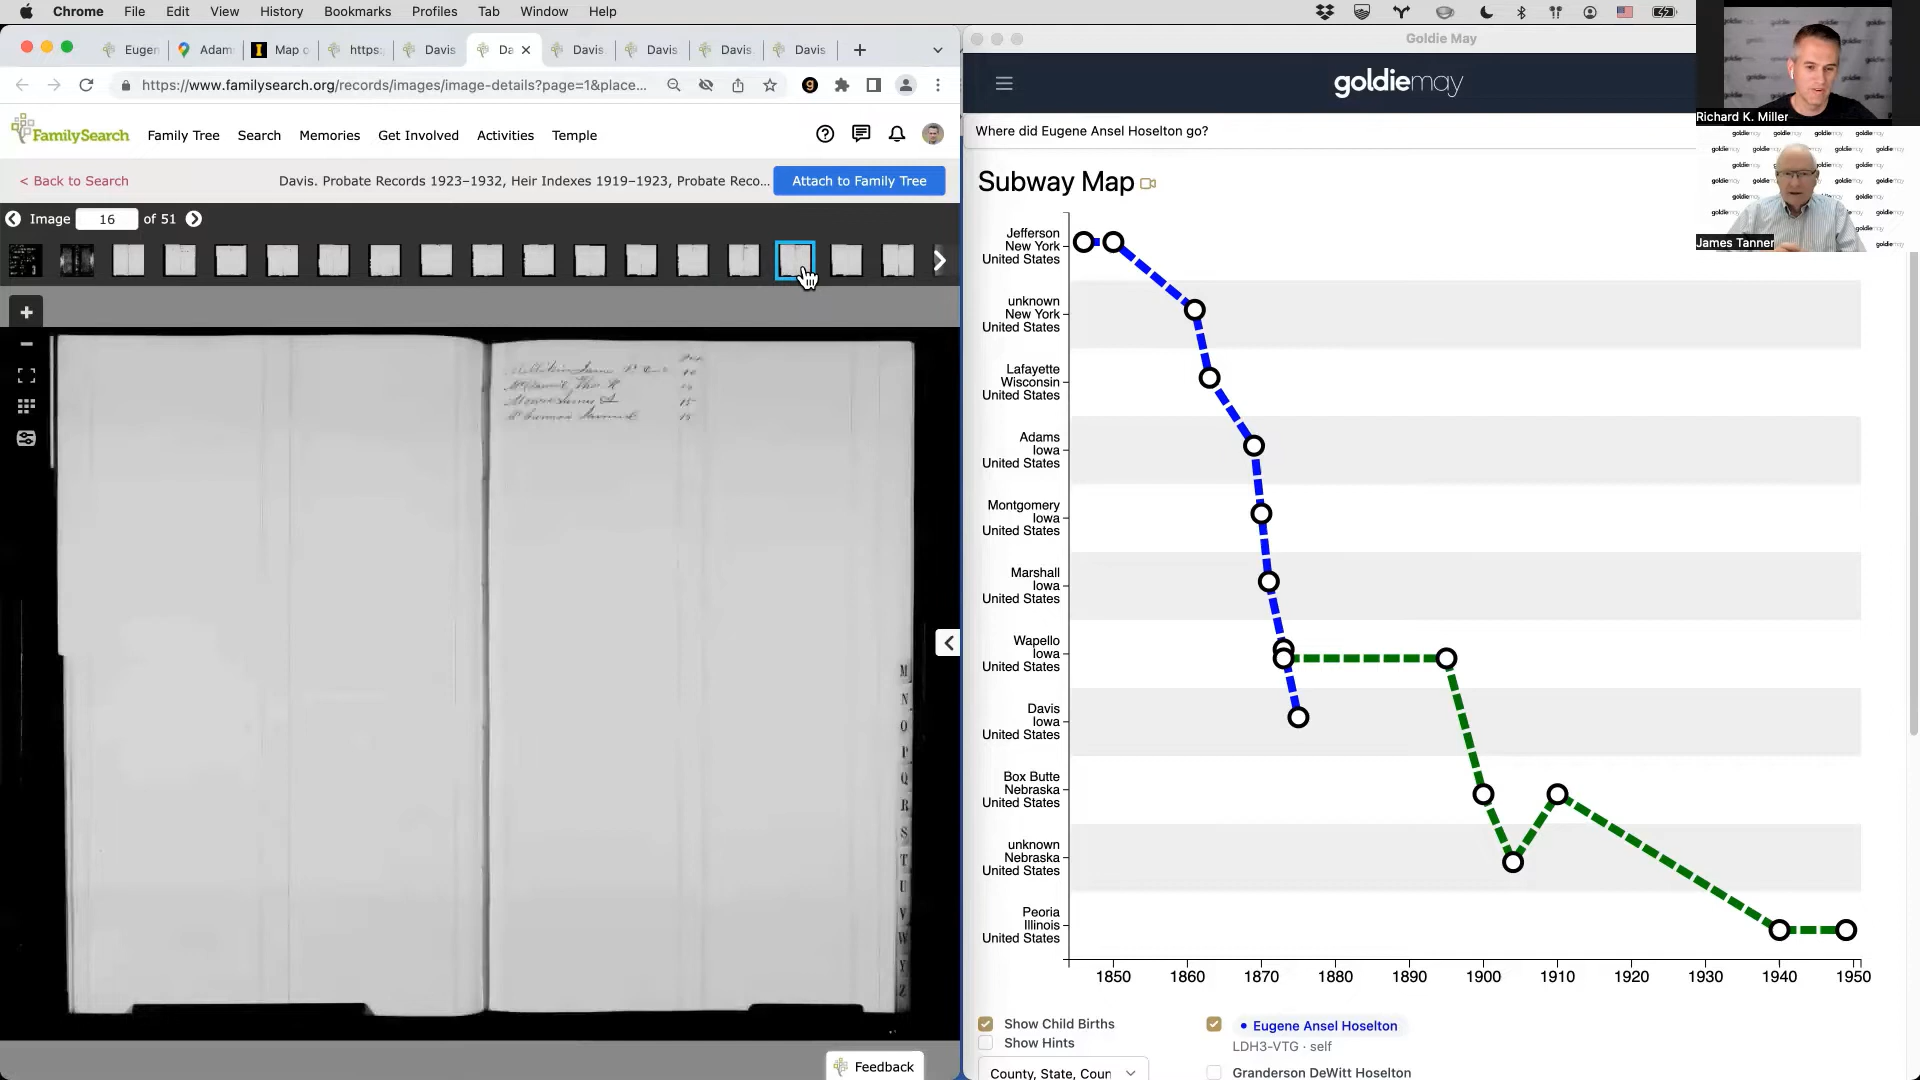 Chrome File Edit View History Bookmarks Profiles Tab Window Help
Eugen Adam Map o https: Davis Da Davis Davis Davis Davis
https://www.familysearch.org/records/images/image-details?page=1&place...
FamilySearch Family Tree Search Memories Get Involved Activities Temple
< Back to Search Davis. Probate Records 1923–1932, Heir Indexes 1919–1923, Probate Reco... Attach to Family Tree
Image 16 of 51
10
15
15
M
N
O
P
Q
R
S
T
U
V
W
Y
Z
Feedback
Goldie May
goldiemay
Where did Eugene Ansel Hoselton go?
Subway Map
Jefferson
New York
United States
unknown
New York
United States
Lafayette
Wisconsin
United States
Adams
Iowa
United States
Montgomery
Iowa
United States
Marshall
Iowa
United States
Wapello
Iowa
United States
Davis
Iowa
United States
Box Butte
Nebraska
United States
unknown
Nebraska
United States
Peoria
Illinois
United States
1850 1860 1870 1880 1890 1900 1910 1920 1930 1940 1950
Show Child Births
Show Hints
County, State, Coun
Eugene Ansel Hoselton
LDH3-VTG · self
Granderson DeWitt Hoselton
Richard K. Miller
goldiemay
James Tanner